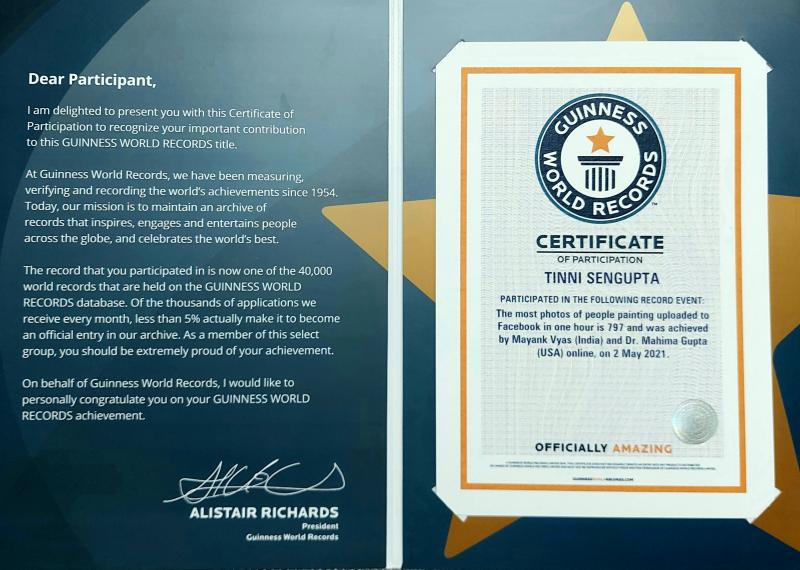 Dear Participant,
I am delighted to present you with this Certificate of
Participation to recognize your important contribution
to this GUINNESS WORLD RECORDS title.
At Guinness World Records, we have been measuring,
verifying and recording the world's achievements since 1954.
Today, our mission is to maintain an archive of
records that inspires, engages and entertains people
across the globe, and celebrates the world's best.
The record that you participated in is now one of the 40,000
world records that are held on the GUINNESS WORLD
RECORDS database. Of the thousands of applications we
receive every month, less than 5% actually make it to become
an official entry in our archive. As a member of this select
group, you should be extremely proud of your achievement.
On behalf of Guinness World Records, I would like to
personally congratulate you on your GUINNESS WORLD
RECORDS achievement.
ALISTAIR RICHARDS
President
Guinness World Records
GUINNESS
WORLD RECORDS
CERTIFICATE
OF PARTICIPATION
TINNI SENGUPTA
PARTICIPATED IN THE FOLLOWING RECORD EVENT:
The most photos of people painting uploaded to
Facebook in one hour is 797 and was achieved
by Mayank Vyas (India) and Dr. Mahima Gupta
(USA) online, on 2 May 2021.
OFFICIALLY AMAZING
GUINNESSWORLDRECORDS.COM